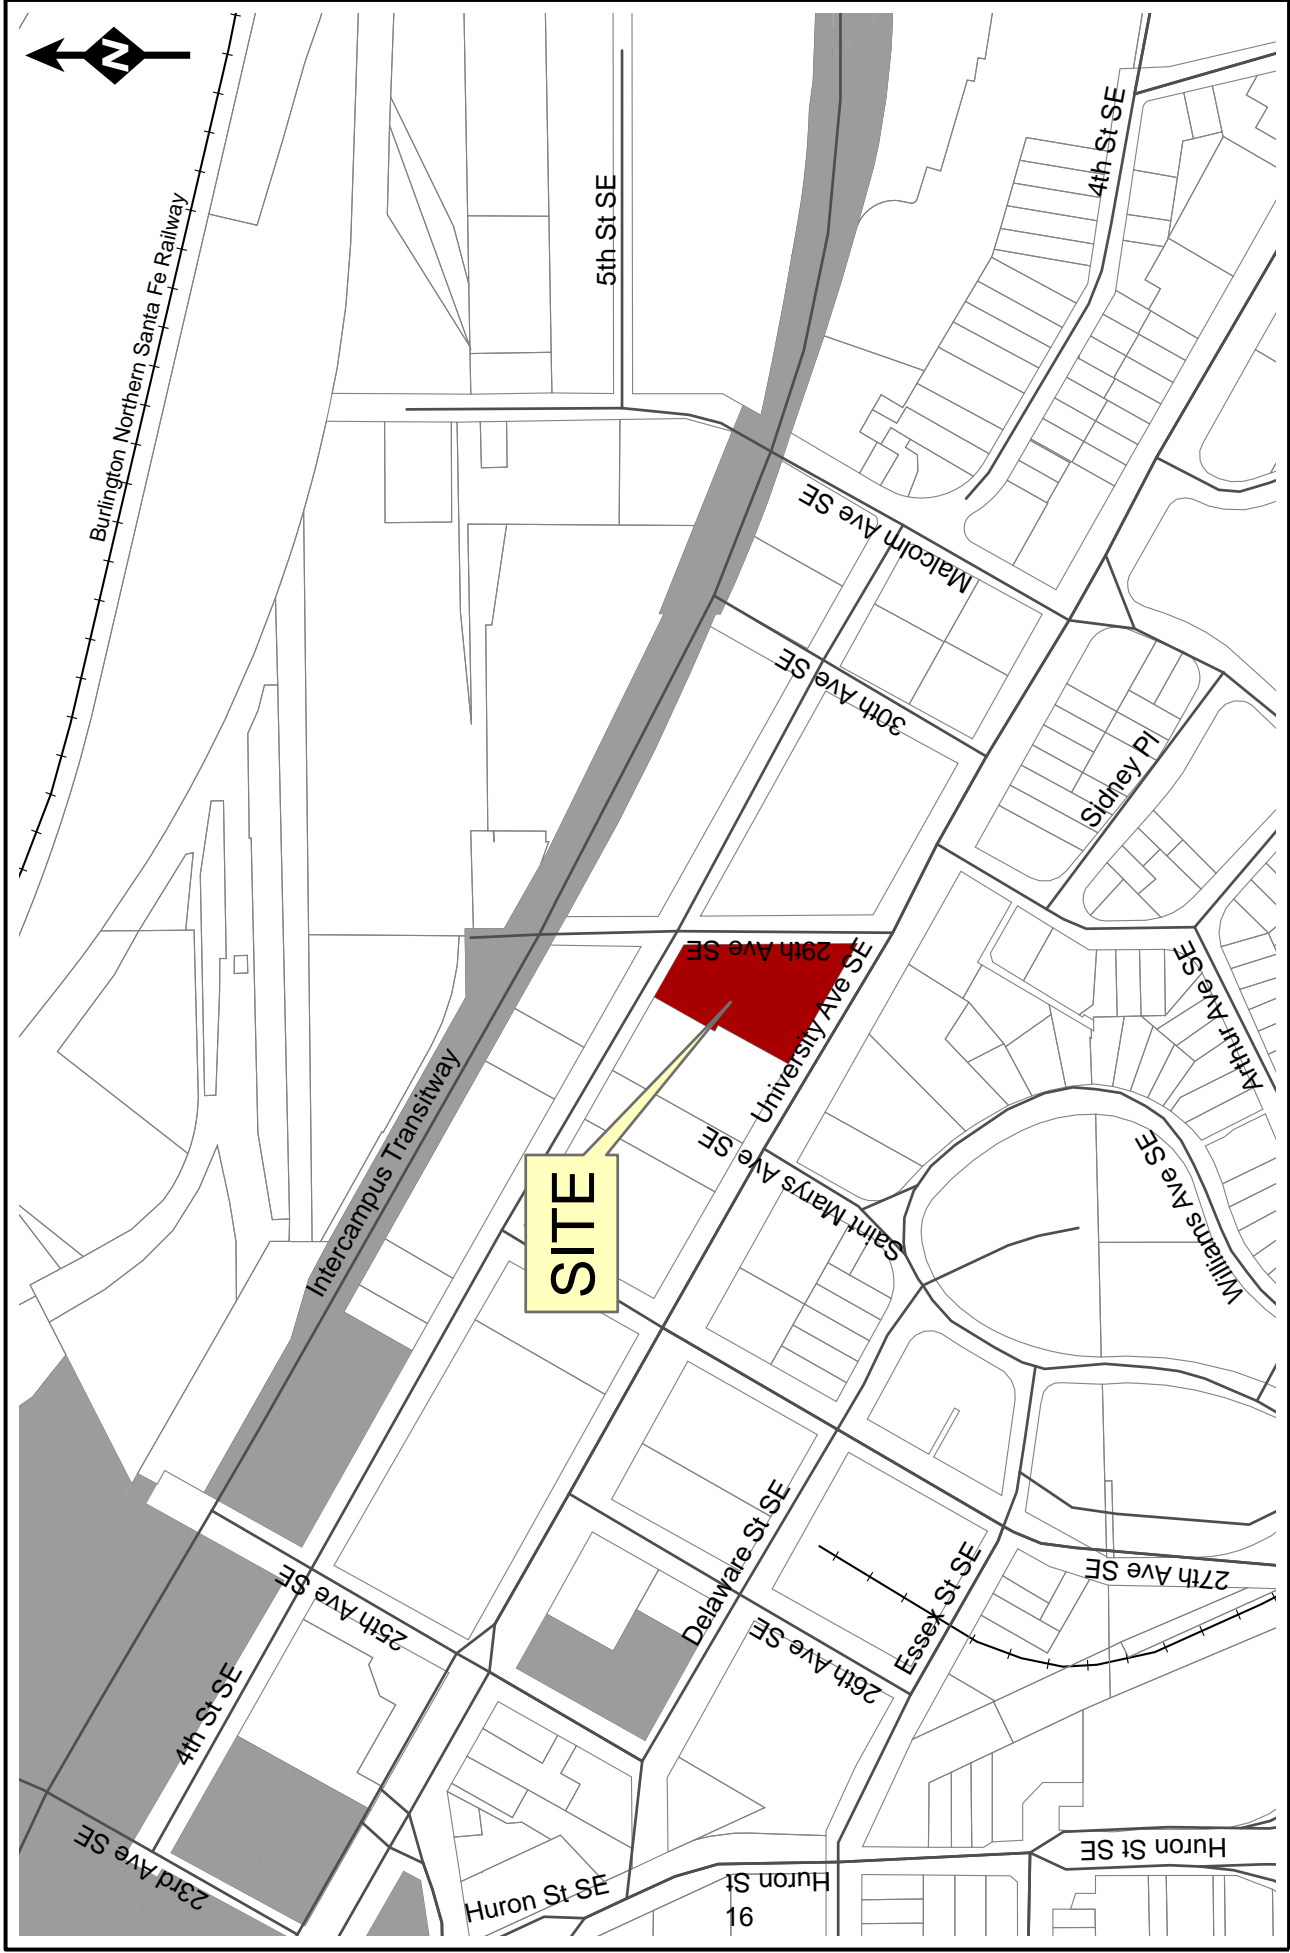 N
Burlington Northern Santa Fe Railway
5th St SE
4th St SE
Malcolm Ave SE
30th Ave SE
Sidney Pl
29th Ave SE
University Ave SE
Arthur Ave SE
Intercampus Transitway
SITE
Saint Marys Ave SE
Williams Ave SE
25th Ave SE
Delaware St SE
Essex St SE
27th Ave SE
26th Ave SE
4th St SE
23rd Ave SE
Huron St SE
Huron St
16
Huron St SE